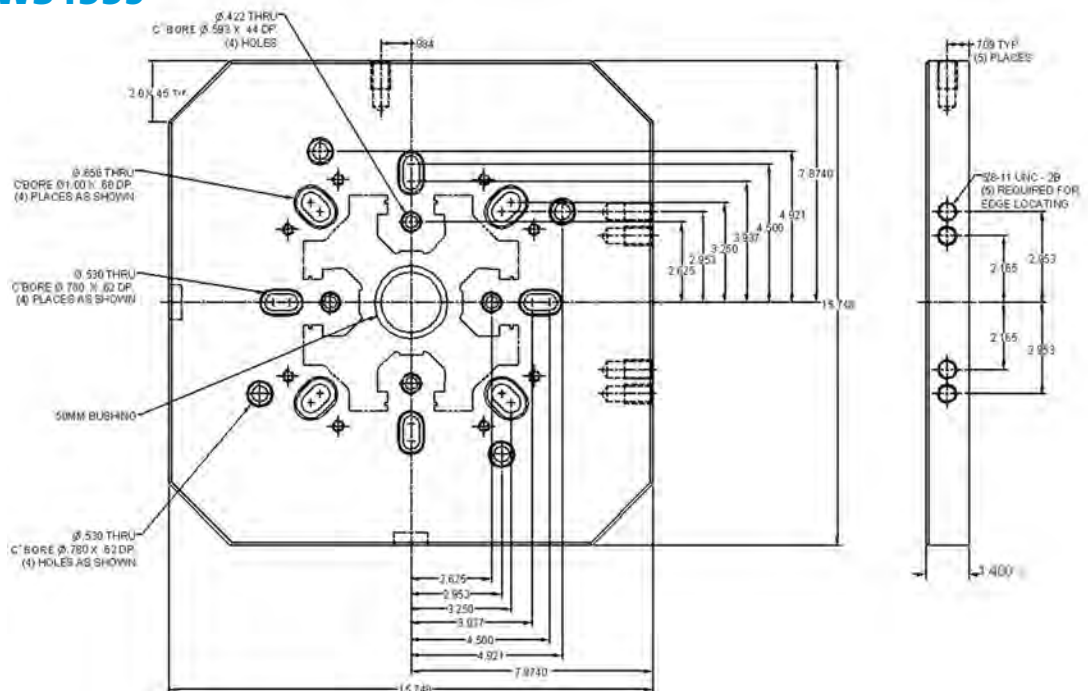 Ø.422 THRU
C'BORE Ø.593 X .44 DP.
(4) HOLES
.984
.709 TYP
(5) PLACES
Ø.656 THRU
C'BORE Ø1.00 X .68 DP.
(4) PLACES AS SHOWN
5/8-11 UNC - 2B
(5) REQUIRED FOR
EDGE LOCATING
7.8740
4.921
4.500
3.937
3.250
2.953
2.625
15.748
Ø.530 THRU
C'BORE Ø.780 X .62 DP.
(4) PLACES AS SHOWN
2.165
2.953
2.165
2.953
50MM BUSHING
Ø.530 THRU
C'BORE Ø.780 X .62 DP.
(4) HOLES AS SHOWN
1.400
2.625
2.953
3.250
3.937
4.500
4.921
7.8740
15.748